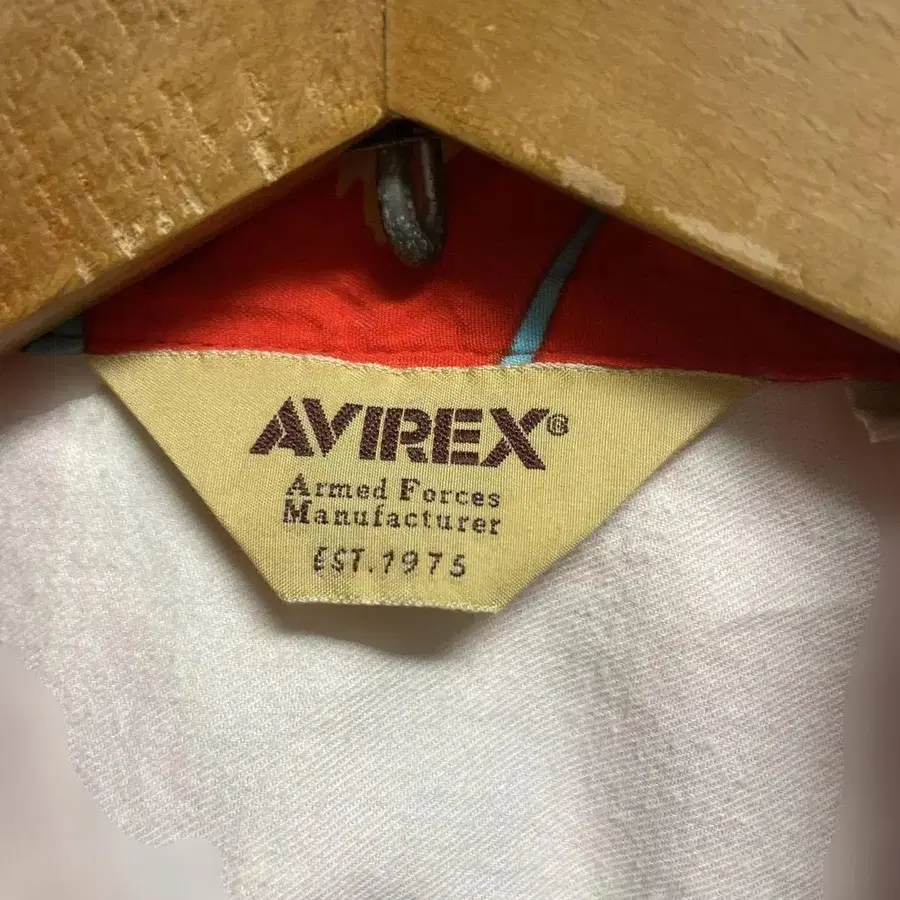 AVIREX®
Armed Forces
Manufacturer
EST.1975